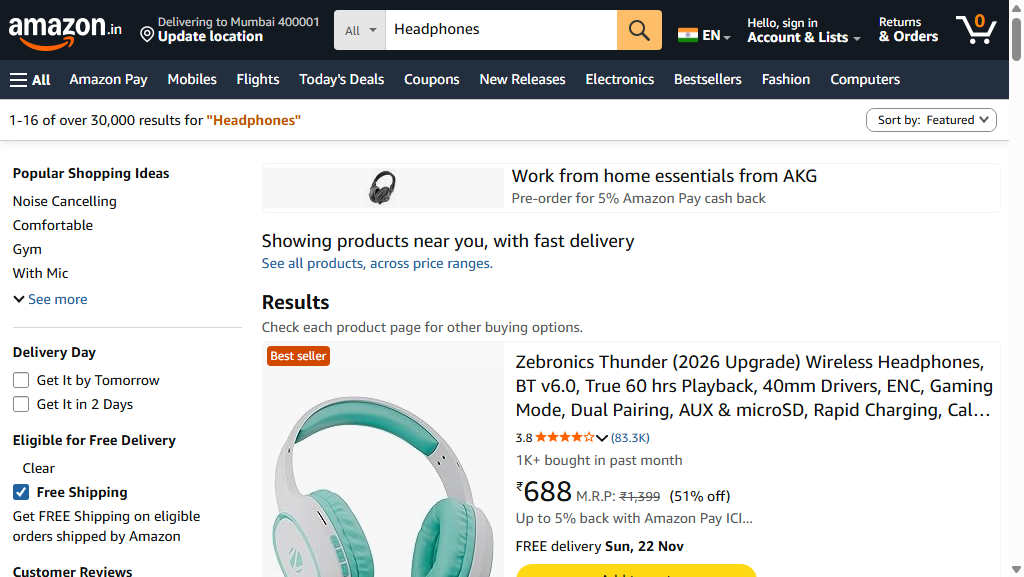 amazon.in
Delivering to Mumbai 400001
Update location
All
Headphones
EN
Hello, sign in
Account & Lists
Returns
& Orders
0
All
Amazon Pay
Mobiles
Flights
Today's Deals
Coupons
New Releases
Electronics
Bestsellers
Fashion
Computers
1-16 of over 30,000 results for "Headphones"
Sort by: Featured
Popular Shopping Ideas
Noise Cancelling
Comfortable
Gym
With Mic
See more
Delivery Day
Get It by Tomorrow
Get It in 2 Days
Eligible for Free Delivery
Clear
Free Shipping
Get FREE Shipping on eligible
orders shipped by Amazon
Customer Reviews
Work from home essentials from AKG
Pre-order for 5% Amazon Pay cash back
Showing products near you, with fast delivery
See all products, across price ranges.
Results
Check each product page for other buying options.
Best seller
Zebronics Thunder (2026 Upgrade) Wireless Headphones,
BT v6.0, True 60 hrs Playback, 40mm Drivers, ENC, Gaming
Mode, Dual Pairing, AUX & microSD, Rapid Charging, Cal…
3.8 (83.3K)
1K+ bought in past month
₹688 M.R.P: ₹1,399 (51% off)
Up to 5% back with Amazon Pay ICI…
FREE delivery Sun, 22 Nov